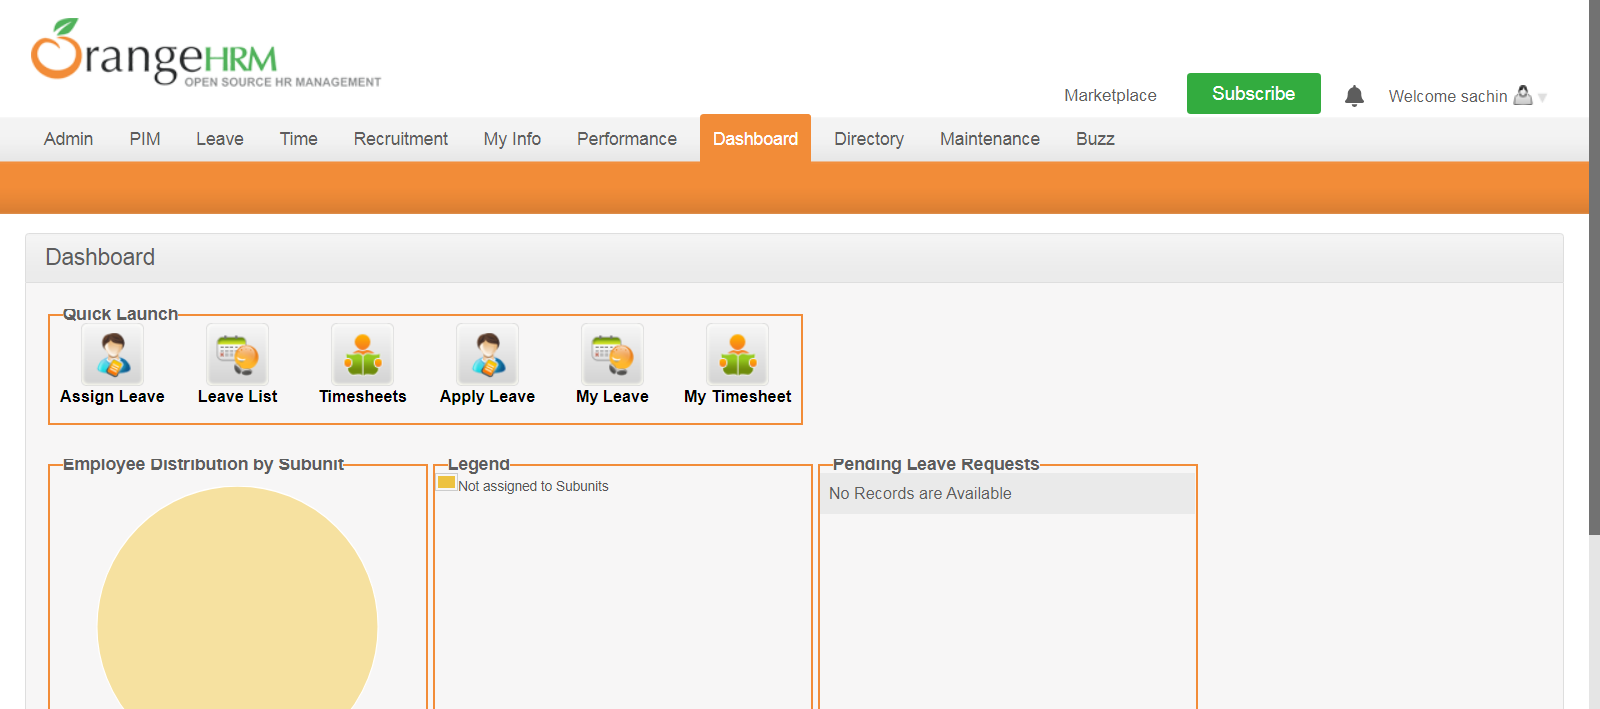 OrangeHRM
OPEN SOURCE HR MANAGEMENT
Marketplace Subscribe Welcome sachin
Admin PIM Leave Time Recruitment My Info Performance Dashboard Directory Maintenance Buzz
Dashboard
Quick Launch
Assign Leave Leave List Timesheets Apply Leave My Leave My Timesheet
Employee Distribution by Subunit Legend Pending Leave Requests
Not assigned to Subunits
No Records are Available